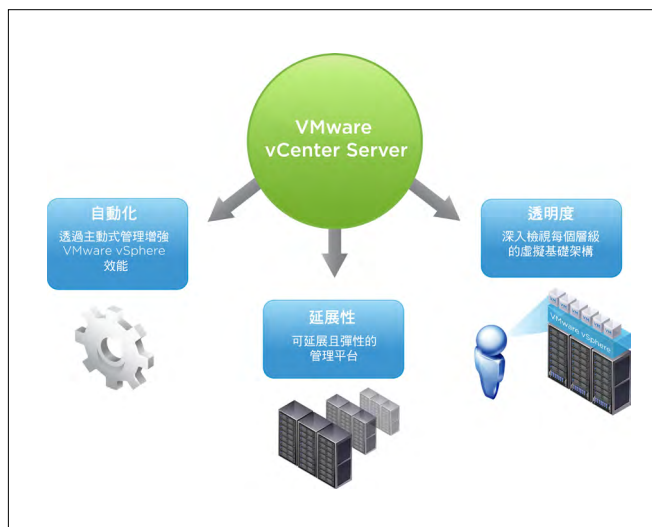 VMware
vCenter Server
自動化
透過主動式管理增強
VMware vSphere
效能
延展性
可延展且彈性的
管理平台
透明度
深入檢視每個層級
的虛擬基礎架構
VMware vSphere